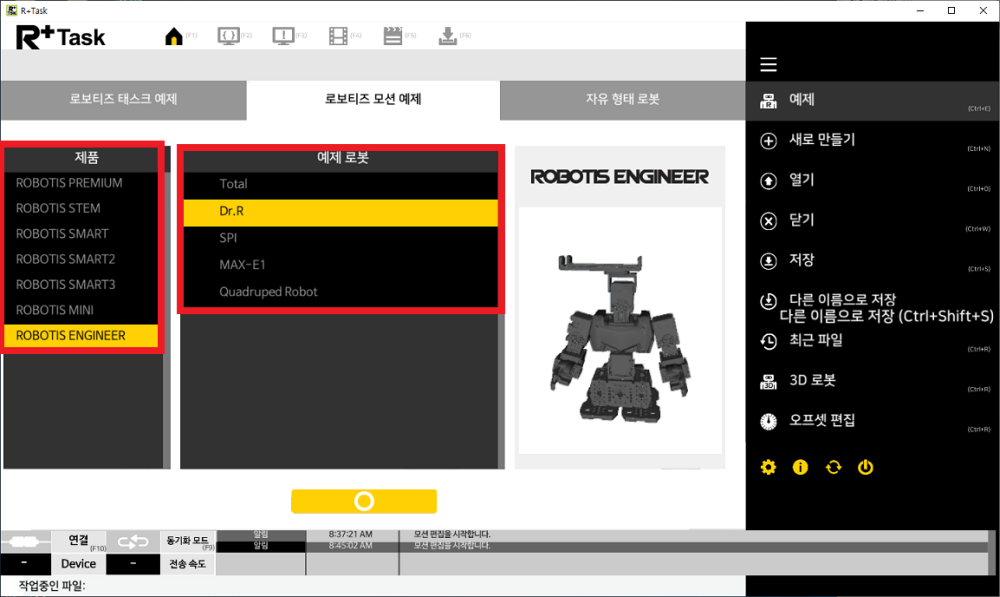 R+Task
R+Task
(F1)
(F2)
(F3)
(F4)
(F5)
(F6)
로보티즈 태스크 예제
로보티즈 모션 예제
자유 형태 로봇
제품
ROBOTIS PREMIUM
ROBOTIS STEM
ROBOTIS SMART
ROBOTIS SMART2
ROBOTIS SMART3
ROBOTIS MINI
ROBOTIS ENGINEER
예제 로봇
Total
Dr.R
SPI
MAX-E1
Quadruped Robot
ROBOTIS ENGINEER
예제
(Ctrl+E)
새로 만들기
(Ctrl+N)
열기
(Ctrl+O)
닫기
(Ctrl+W)
저장
(Ctrl+S)
다른 이름으로 저장
다른 이름으로 저장 (Ctrl+Shift+S)
최근 파일
(Ctrl+R)
3D 로봇
(Ctrl+R)
오프셋 편집
(Ctrl+R)
연결
(F10)
동기화 모드
(F9)
알림 8:37:21 AM 모션 편집을 시작합니다.
알림 8:45:02 AM 모션 편집을 시작합니다.
- Device - 전송 속도
작업중인 파일: